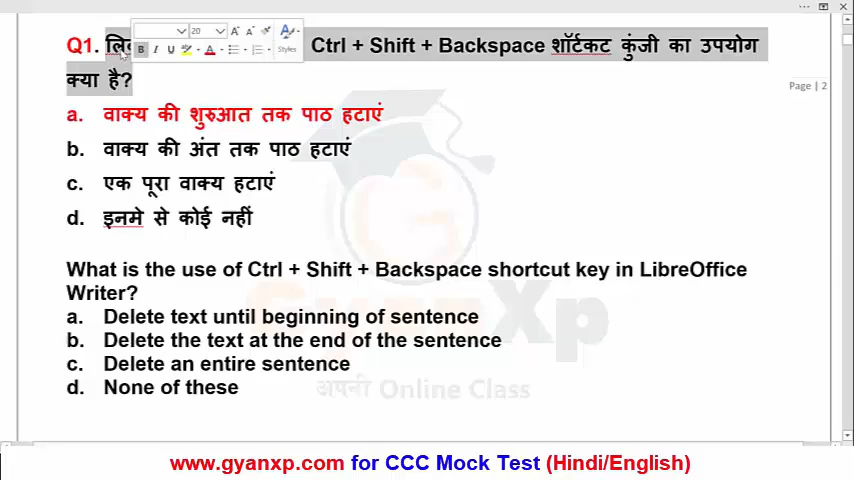 Q1. Ctrl + Shift + Backspace शॉर्टकट कुंजी का उपयोग
क्या है?
Page | 2
a. वाक्य की शुरुआत तक पाठ हटाएं
b. वाक्य की अंत तक पाठ हटाएं
c. एक पूरा वाक्य हटाएं
d. इनमे से कोई नहीं
What is the use of Ctrl + Shift + Backspace shortcut key in LibreOffice
Writer?
a. Delete text until beginning of sentence
b. Delete the text at the end of the sentence
c. Delete an entire sentence
d. None of these
20
B I U A Styles
GyanXp
अपनी Online Class
www.gyanxp.com for CCC Mock Test (Hindi/English)